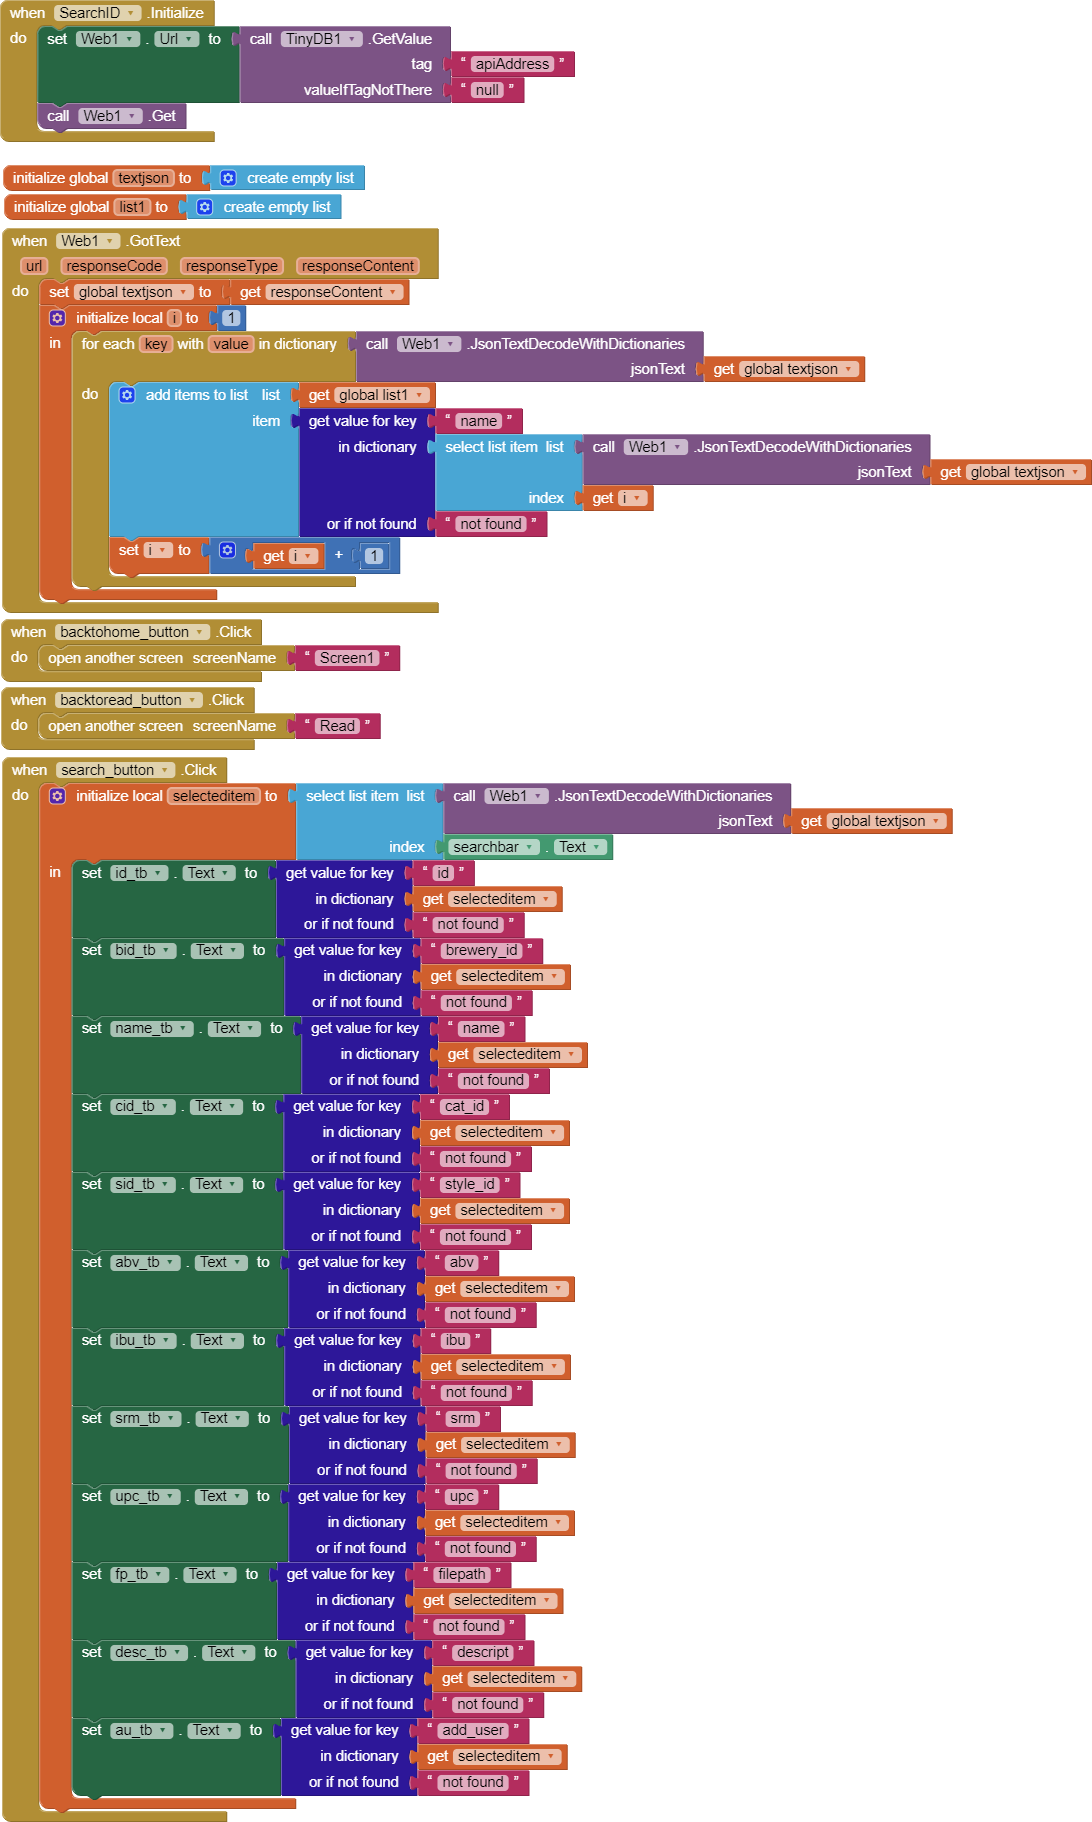 when SearchID .Initialize
do set Web1 . Url to call TinyDB1 .GetValue
tag " apiAddress "
valueIfTagNotThere " null "
call Web1 .Get
initialize global textjson to create empty list
initialize global list1 to create empty list
when Web1 .GotText
url responseCode responseType responseContent
do set global textjson to get responseContent
initialize local i to 1
in for each key with value in dictionary call Web1 .JsonTextDecodeWithDictionaries
jsonText get global textjson
do add items to list list get global list1
item get value for key " name "
in dictionary select list item list call Web1 .JsonTextDecodeWithDictionaries
jsonText get global textjson
index get i
or if not found " not found "
set i to get i + 1
when backtohome_button .Click
do open another screen screenName " Screen1 "
when backtoread_button .Click
do open another screen screenName " Read "
when search_button .Click
do initialize local selecteditem to select list item list call Web1 .JsonTextDecodeWithDictionaries
jsonText get global textjson
index searchbar . Text
in set id_tb . Text to get value for key " id "
in dictionary get selecteditem
or if not found " not found "
set bid_tb . Text to get value for key " brewery_id "
in dictionary get selecteditem
or if not found " not found "
set name_tb . Text to get value for key " name "
in dictionary get selecteditem
or if not found " not found "
set cid_tb . Text to get value for key " cat_id "
in dictionary get selecteditem
or if not found " not found "
set sid_tb . Text to get value for key " style_id "
in dictionary get selecteditem
or if not found " not found "
set abv_tb . Text to get value for key " abv "
in dictionary get selecteditem
or if not found " not found "
set ibu_tb . Text to get value for key " ibu "
in dictionary get selecteditem
or if not found " not found "
set srm_tb . Text to get value for key " srm "
in dictionary get selecteditem
or if not found " not found "
set upc_tb . Text to get value for key " upc "
in dictionary get selecteditem
or if not found " not found "
set fp_tb . Text to get value for key " filepath "
in dictionary get selecteditem
or if not found " not found "
set desc_tb . Text to get value for key " descript "
in dictionary get selecteditem
or if not found " not found "
set au_tb . Text to get value for key " add_user "
in dictionary get selecteditem
or if not found " not found "